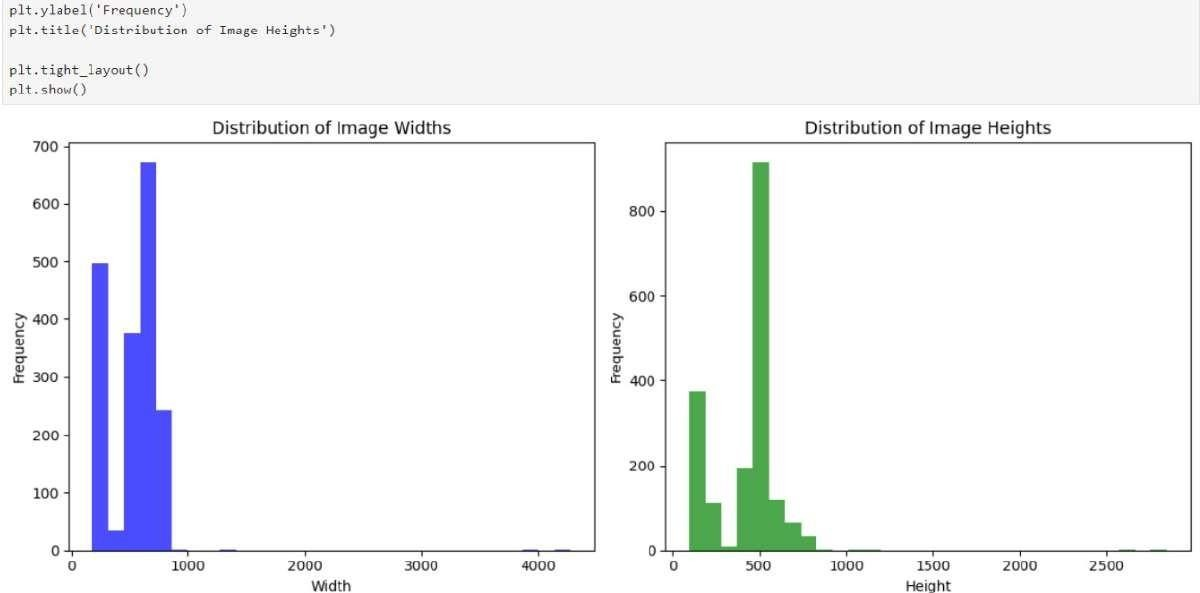 plt.ylabel('Frequency')
plt.title('Distribution of Image Heights')
plt.tight_layout()
plt.show()
Distribution of Image Widths
700
600
500
400
300
200
100
0
Frequency
0 1000 2000 3000 4000
Width
Distribution of Image Heights
800
600
400
200
0
Frequency
0 500 1000 1500 2000 2500
Height